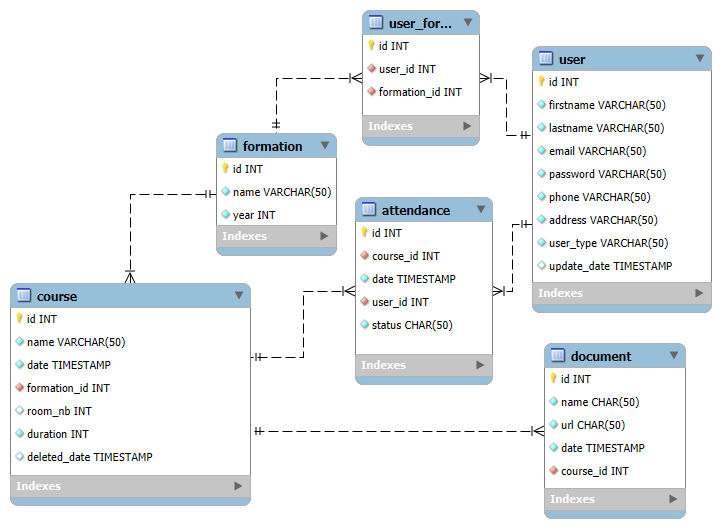 user_for...
id INT
user_id INT
formation_id INT
Indexes
user
id INT
firstname VARCHAR(50)
lastname VARCHAR(50)
email VARCHAR(50)
password VARCHAR(50)
phone VARCHAR(50)
address VARCHAR(50)
user_type VARCHAR(50)
update_date TIMESTAMP
Indexes
formation
id INT
name VARCHAR(50)
year INT
Indexes
attendance
id INT
course_id INT
date TIMESTAMP
user_id INT
status CHAR(50)
Indexes
course
id INT
name VARCHAR(50)
date TIMESTAMP
formation_id INT
room_nb INT
duration INT
deleted_date TIMESTAMP
Indexes
document
id INT
name CHAR(50)
url CHAR(50)
date TIMESTAMP
course_id INT
Indexes